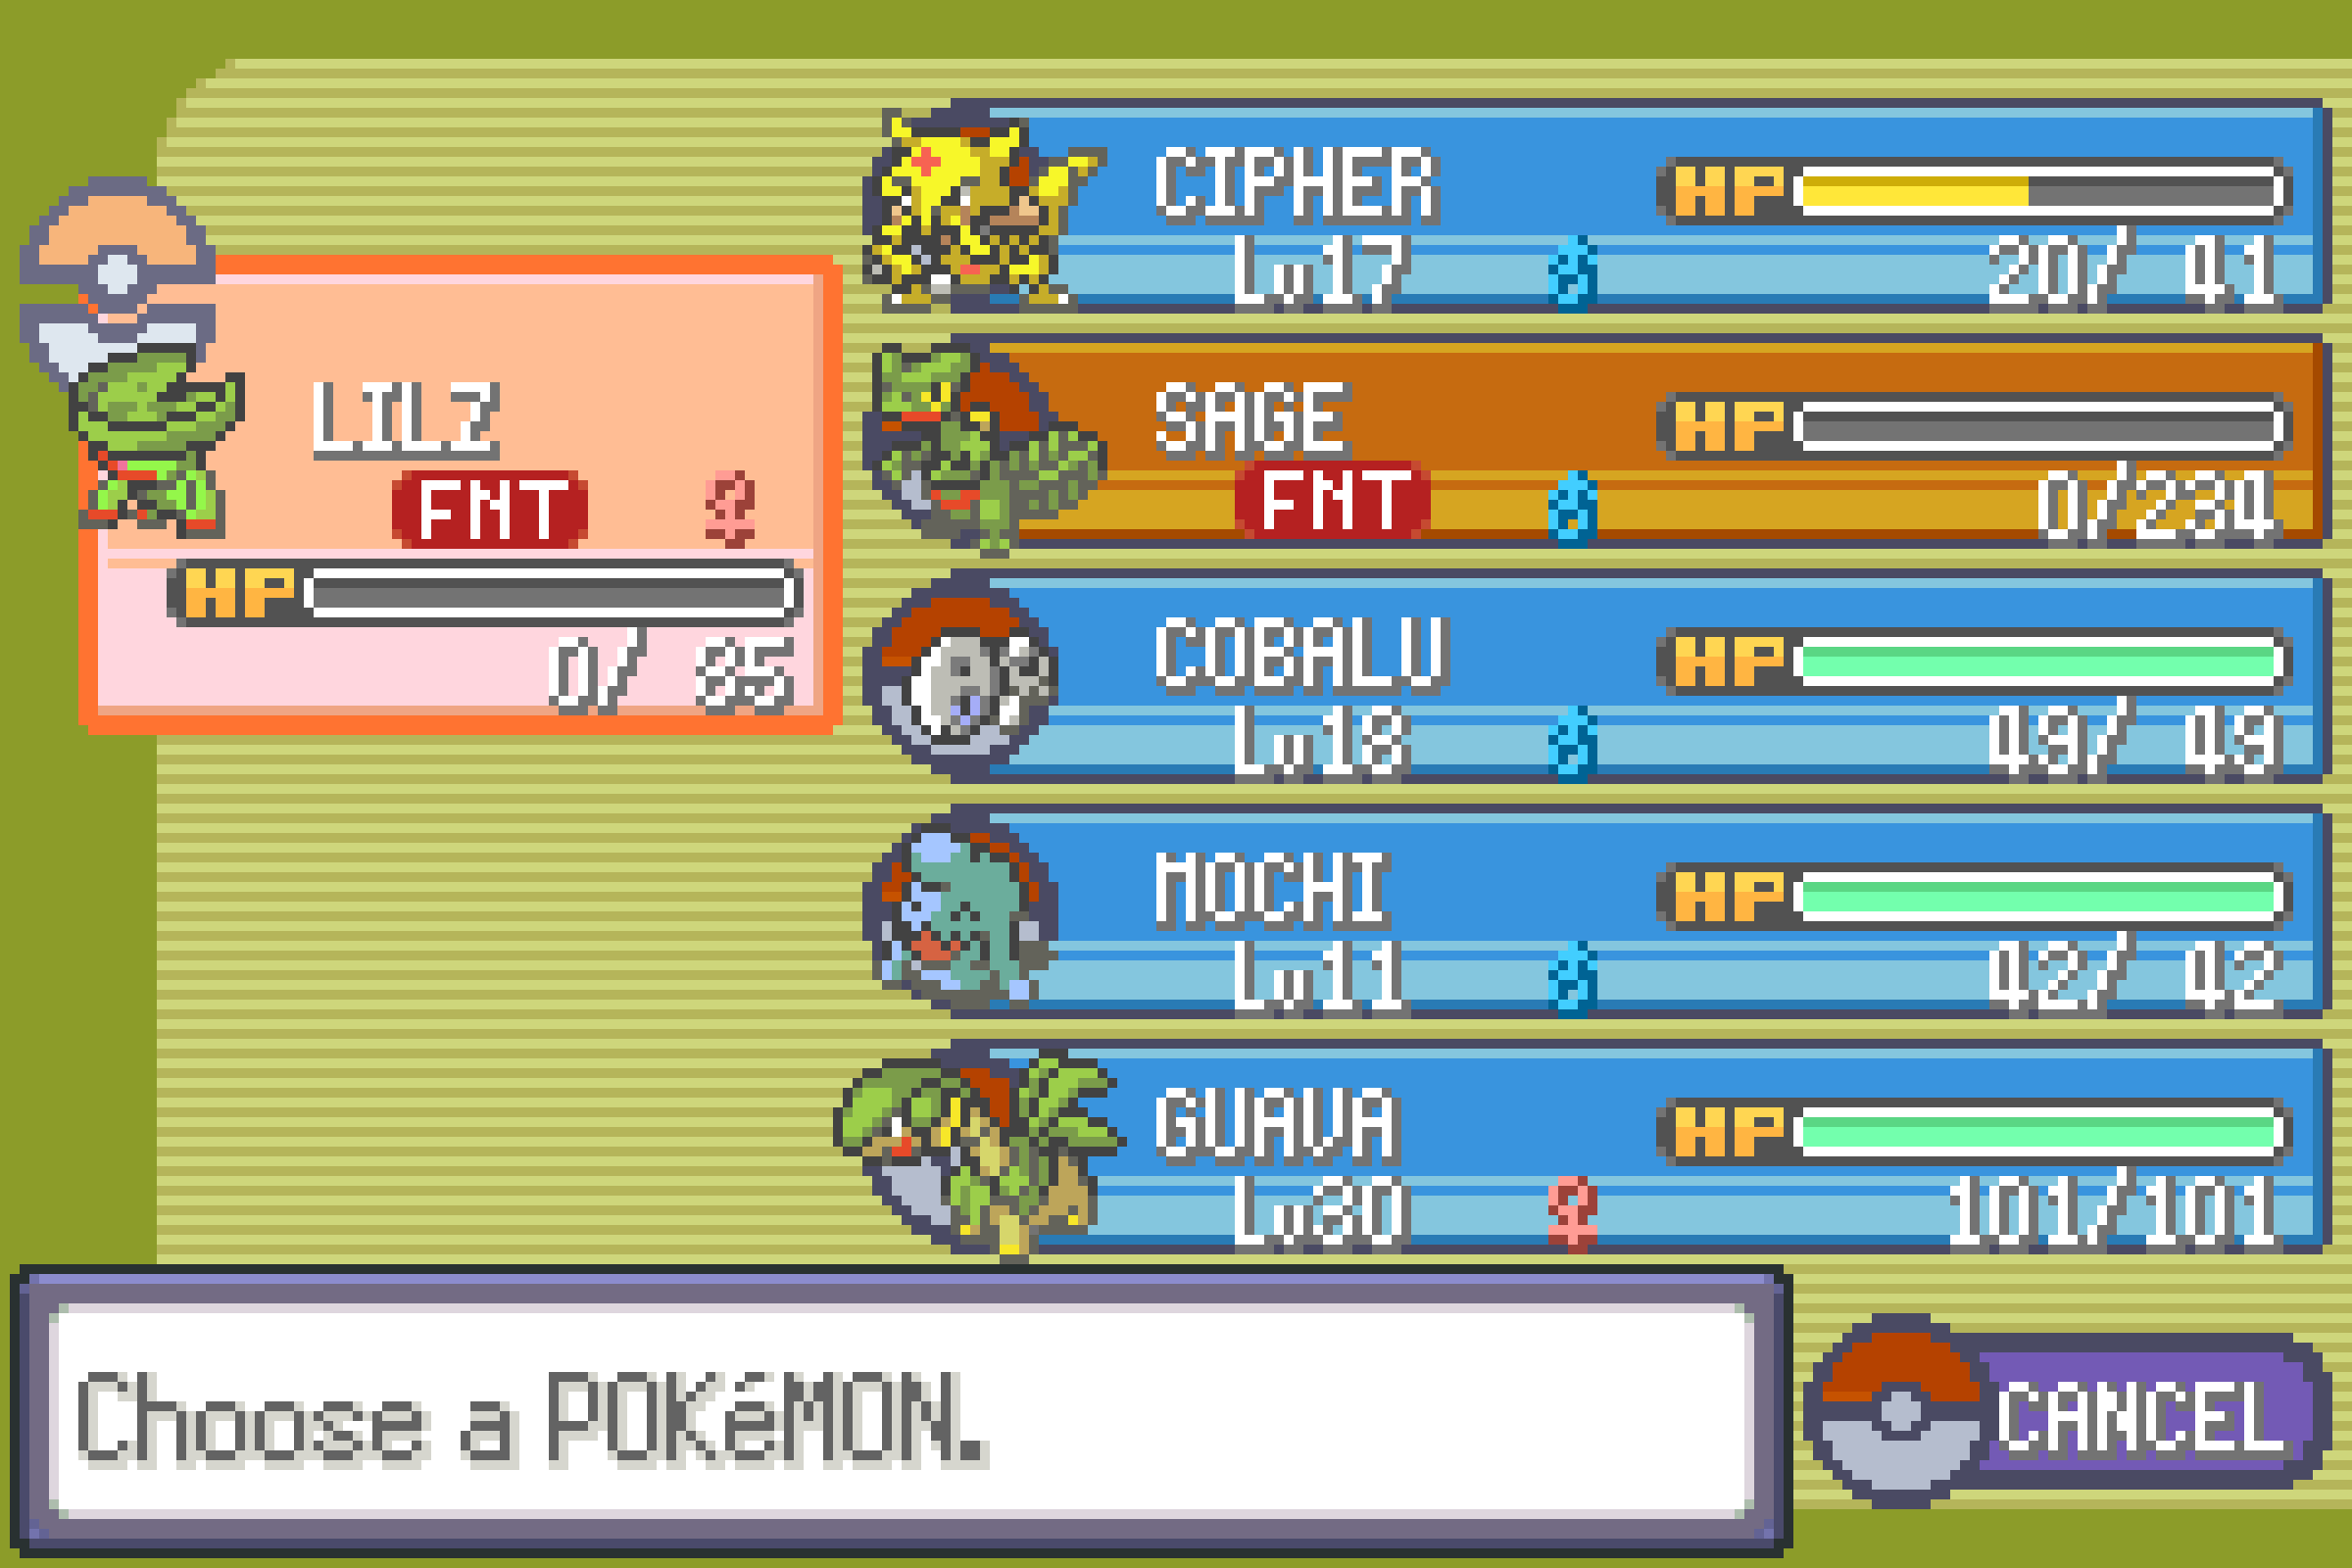 LILZ
FNT ♀
HP
0/ 85
CIPHER
HP
Lv17 ♂
20/ 41
SAGE
HP
FNT ♂
0/234
COBALU
HP
Lv18 ♂
49/ 49
MOCHI
HP
Lv11 ♂
42/ 42
GUAVA
HP
Lv30 ♀
101/101
Choose a POKéMON.
CANCEL